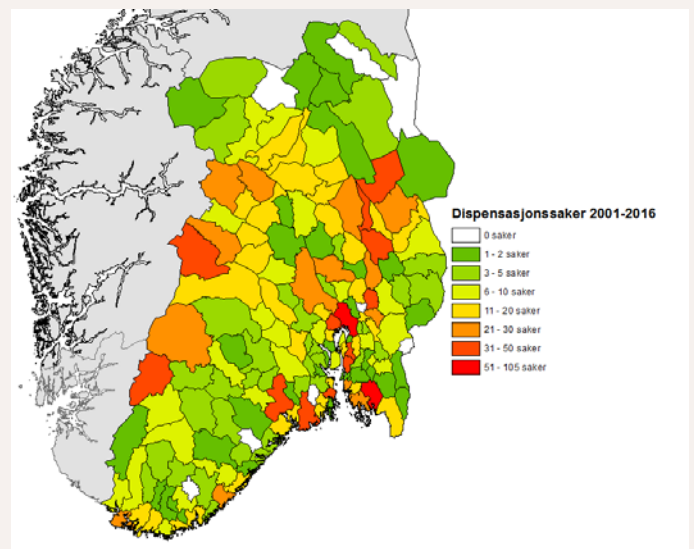 Dispensasjonssaker 2001-2016
0 saker
1 - 2 saker
3 - 5 saker
6 - 10 saker
11 - 20 saker
21 - 30 saker
31 - 50 saker
51 - 105 saker